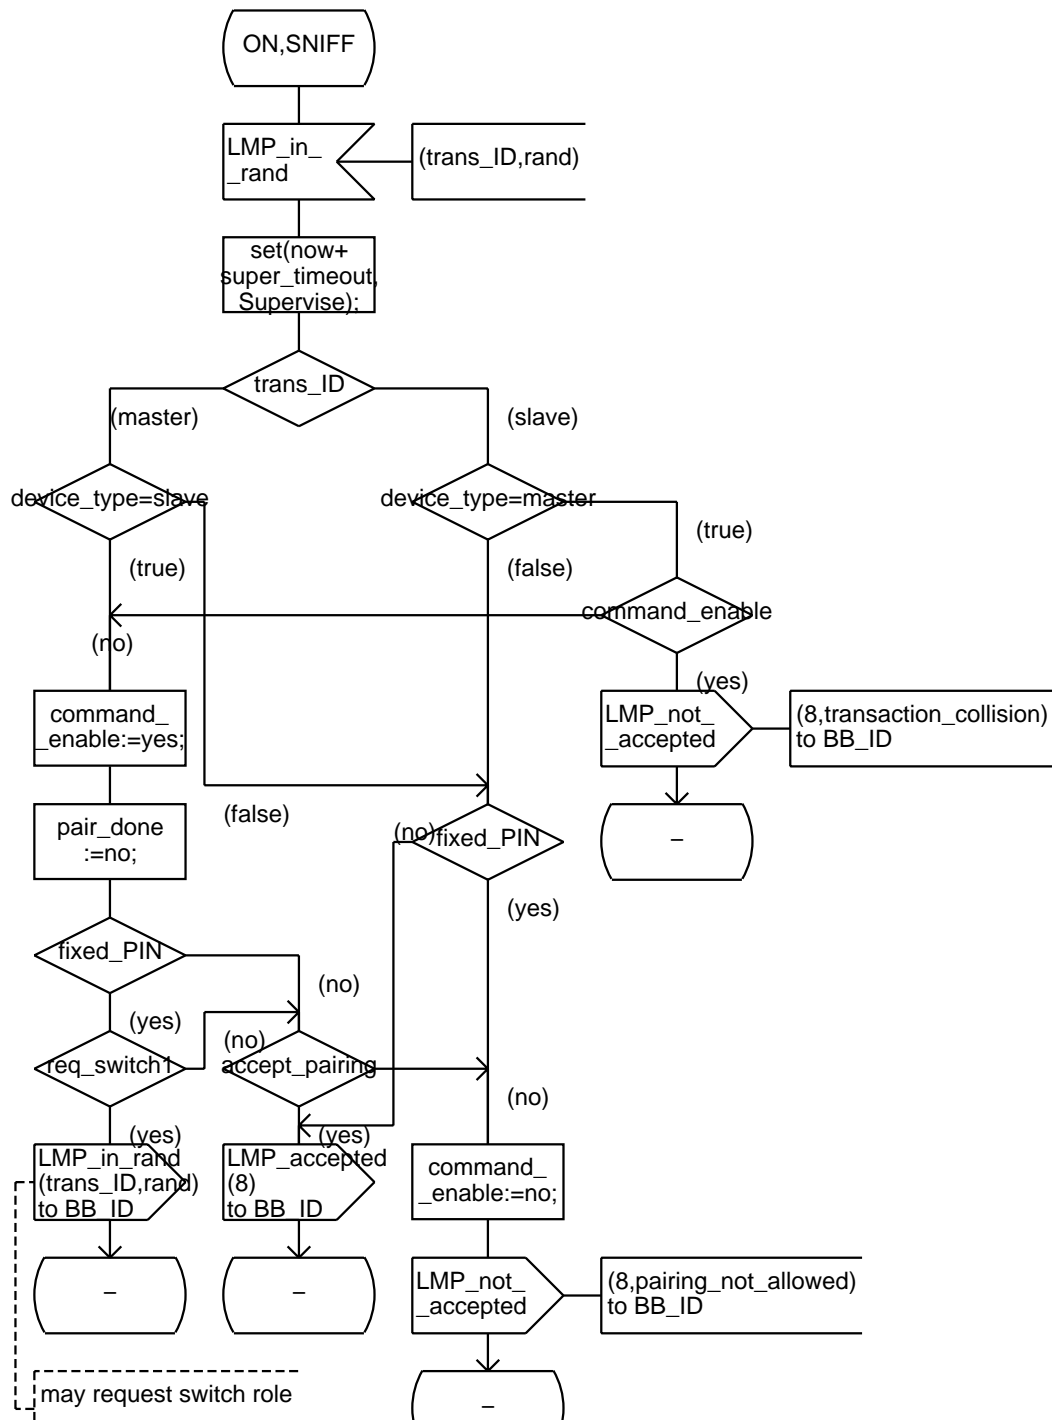 ON,SNIFF
LMP_in_
_rand
(trans_ID,rand)
set(now+
super_timeout,
Supervise);
trans_ID
(master)
(slave)
device_type=slave
device_type=master
(true)
(false)
(true)
command_enable
(no)
(yes)
command_
_enable:=yes;
LMP_not_
_accepted
(8,transaction_collision)
to BB_ID
(false)
pair_done
:=no;
(no)
fixed_PIN
–
(yes)
fixed_PIN
(no)
(yes)
(no)
req_switch1
accept_pairing
(no)
(yes)
(yes)
LMP_in_rand
(trans_ID,rand)
to BB_ID
LMP_accepted
(8)
to BB_ID
command_
_enable:=no;
–
–
LMP_not_
_accepted
(8,pairing_not_allowed)
to BB_ID
may request switch role
–